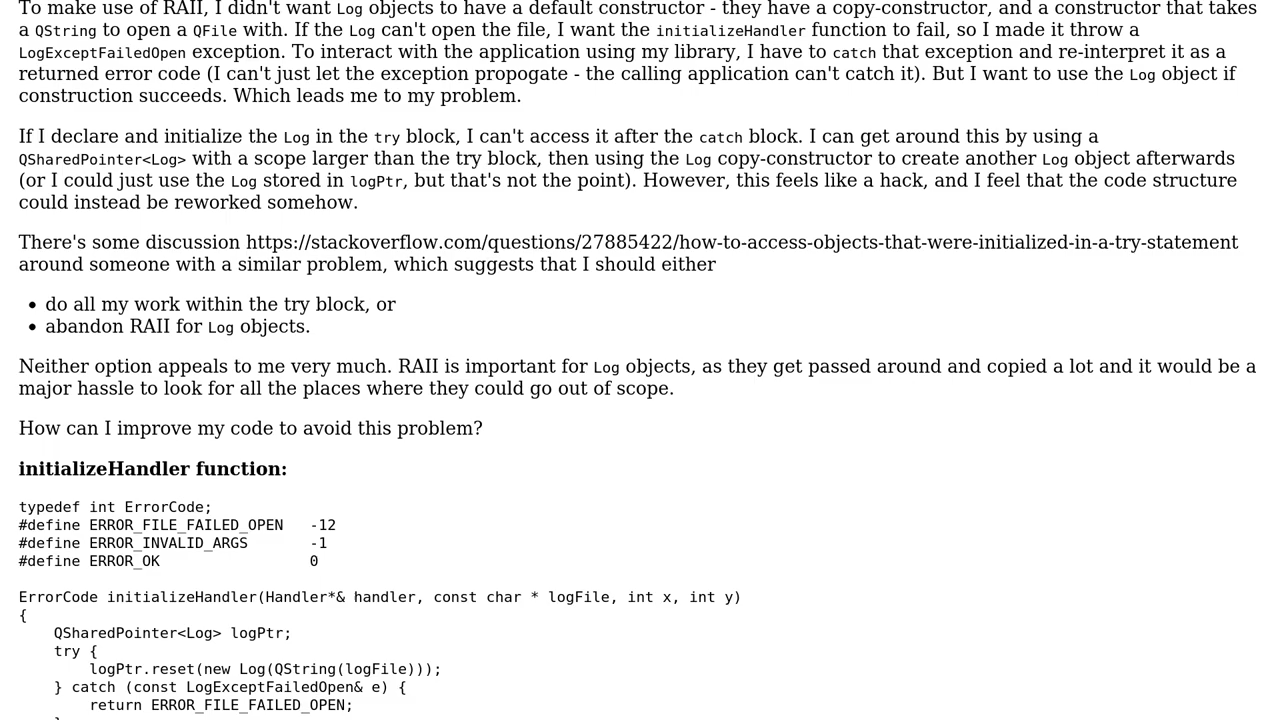 To make use of RAII, I didn't want Log objects to have a default constructor - they have a copy-constructor, and a constructor that takes
a QString to open a QFile with. If the Log can't open the file, I want the initializeHandler function to fail, so I made it throw a
LogExceptFailedOpen exception. To interact with the application using my library, I have to catch that exception and re-interpret it as a
returned error code (I can't just let the exception propogate - the calling application can't catch it). But I want to use the Log object if
construction succeeds. Which leads me to my problem.
If I declare and initialize the Log in the try block, I can't access it after the catch block. I can get around this by using a
QSharedPointer<Log> with a scope larger than the try block, then using the Log copy-constructor to create another Log object afterwards
(or I could just use the Log stored in logPtr, but that's not the point). However, this feels like a hack, and I feel that the code structure
could instead be reworked somehow.
There's some discussion https://stackoverflow.com/questions/27885422/how-to-access-objects-that-were-initialized-in-a-try-statement
around someone with a similar problem, which suggests that I should either
• do all my work within the try block, or
• abandon RAII for Log objects.
Neither option appeals to me very much. RAII is important for Log objects, as they get passed around and copied a lot and it would be a
major hassle to look for all the places where they could go out of scope.
How can I improve my code to avoid this problem?
initializeHandler function:
typedef int ErrorCode;
#define ERROR_FILE_FAILED_OPEN   -12
#define ERROR_INVALID_ARGS       -1
#define ERROR_OK                 0
ErrorCode initializeHandler(Handler*& handler, const char * logFile, int x, int y)
{
    QSharedPointer<Log> logPtr;
    try {
        logPtr.reset(new Log(QString(logFile)));
    } catch (const LogExceptFailedOpen& e) {
        return ERROR_FILE_FAILED_OPEN;